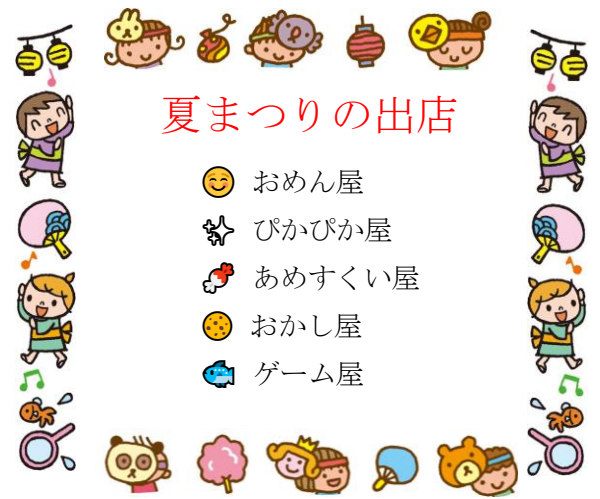 夏まつりの出店
おめん屋
ぴかぴか屋
あめすくい屋
おかし屋
ゲーム屋